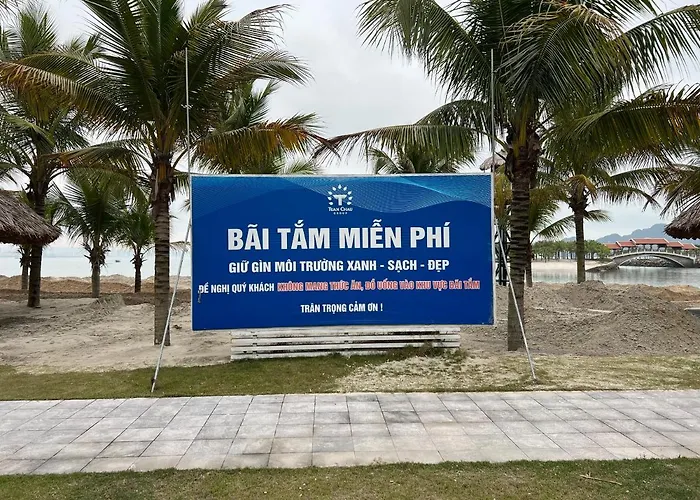 TUAN CHAU
GROUP
BÃI TẮM MIỄN PHÍ
GIỮ GÌN MÔI TRƯỜNG XANH - SẠCH - ĐẸP
ĐỀ NGHỊ QUÝ KHÁCH KHÔNG MANG THỨC ĂN, ĐỒ UỐNG VÀO KHU VỰC BÃI TẮM
TRÂN TRỌNG CẢM ƠN !